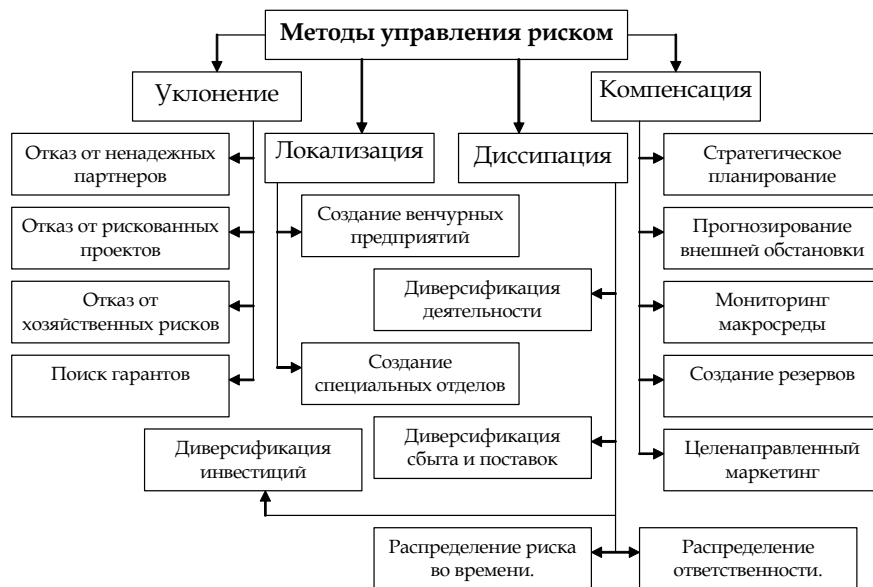 Методы управления риском
Уклонение
Отказ от ненадежных
партнеров
Отказ от рискованных
проектов
Отказ от
хозяйственных рисков
Поиск гарантов
Локализация
Создание венчурных
предприятий
Создание
специальных отделов
Диссипация
Диверсификация
деятельности
Диверсификация
сбыта и поставок
Диверсификация
инвестиций
Распределение риска
во времени.
Распределение
ответственности.
Компенсация
Стратегическое
планирование
Прогнозирование
внешней обстановки
Мониторинг
макросреды
Создание резервов
Целенаправленный
маркетинг